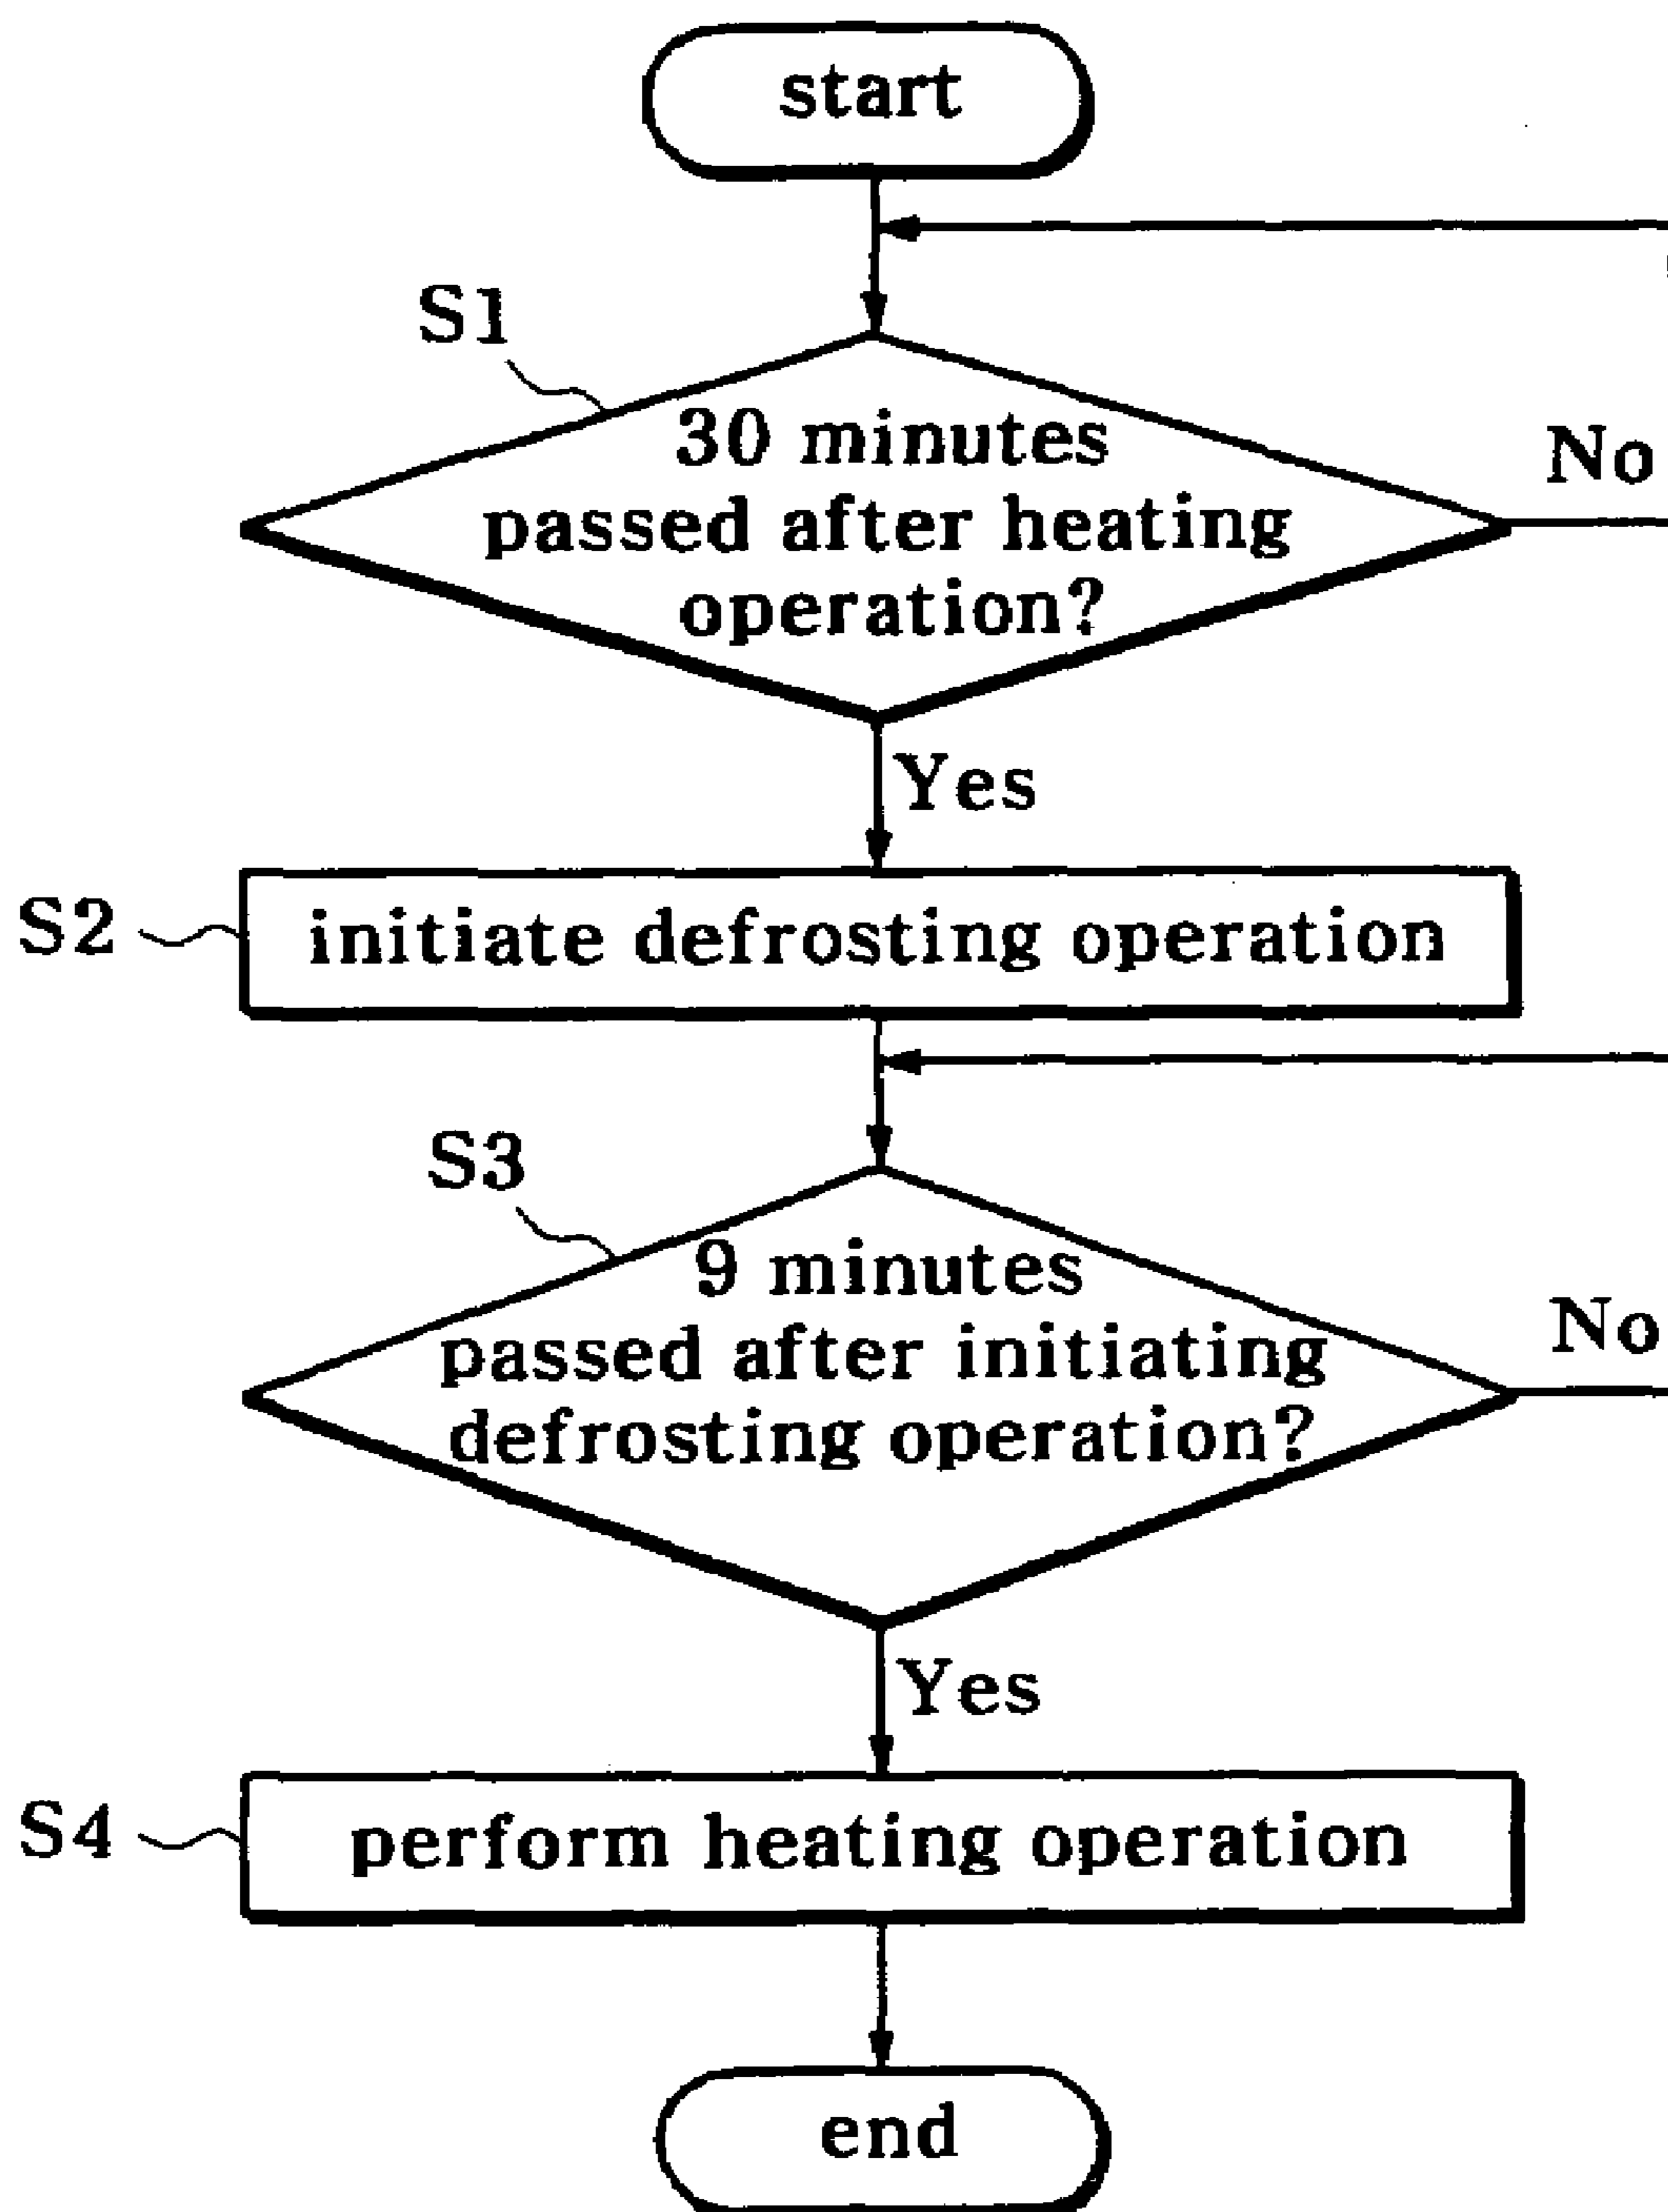 start
S1
30 minutes
passed after heating
operation?
No
Yes
S2
initiate defrosting operation
S3
9 minutes
passed after initiating
defrosting operation?
No
Yes
S4
perform heating operation
end